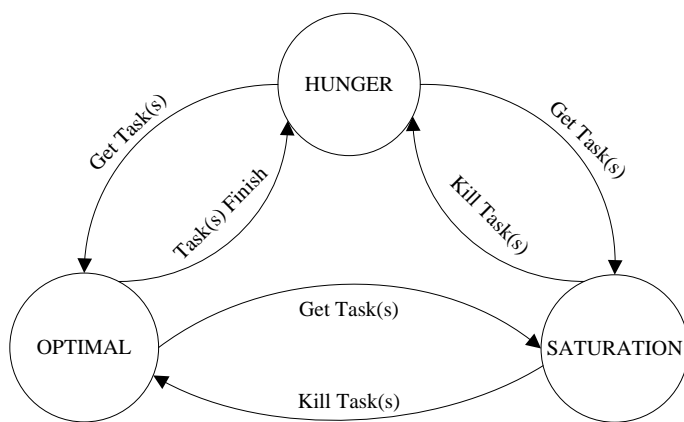 HUNGER
Get Task(s)
Get Task(s)
Task(s) Finish
Kill Task(s)
OPTIMAL
Get Task(s)
SATURATION
Kill Task(s)